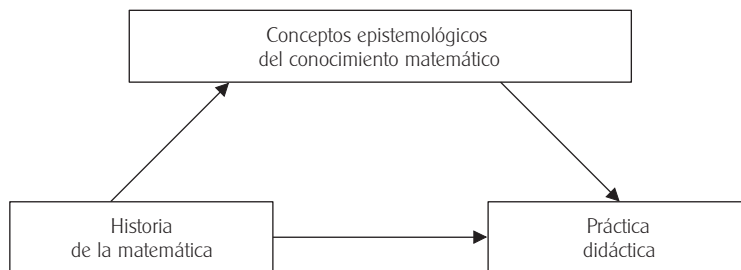 Conceptos epistemológicos
del conocimiento matemático
Historia
de la matemática
Práctica
didáctica